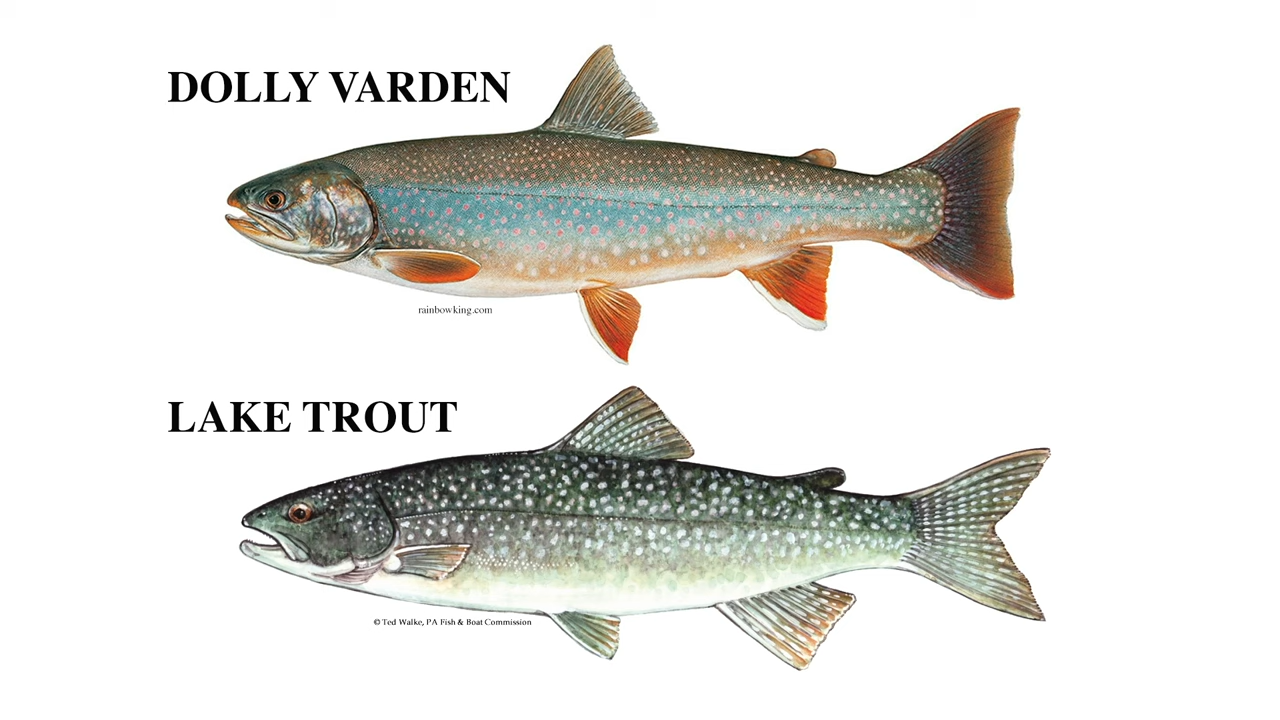 DOLLY VARDEN
rainbowking.com
LAKE TROUT
© Ted Walke, PA Fish & Boat Commission